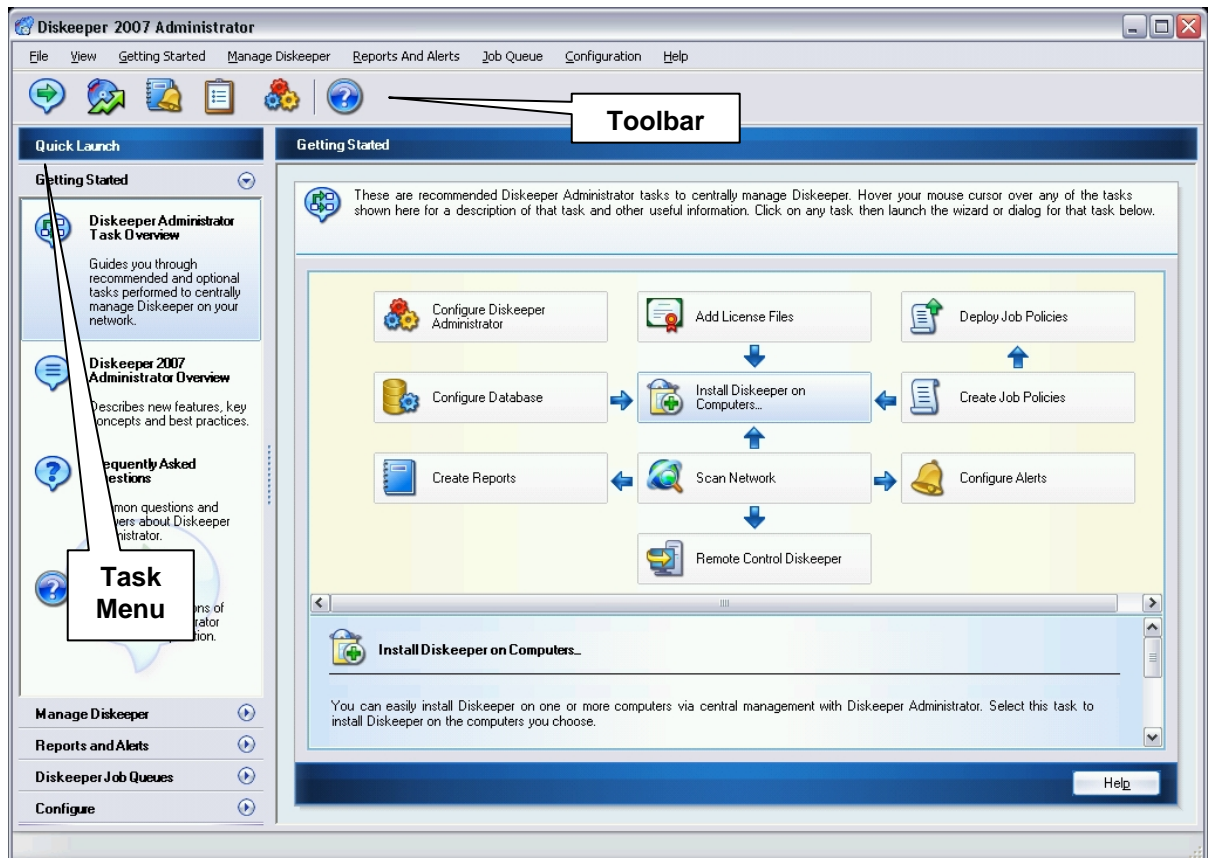 Diskeeper 2007 Administrator
File View Getting Started Manage Diskeeper Reports And Alerts Job Queue Configuration Help
Toolbar
Quick Launch
Getting Started
Diskeeper Administrator
Task Overview
Guides you through
recommended and optional
tasks performed to centrally
manage Diskeeper on your
network.
Diskeeper 2007
Administrator Overview
Describes new features, key
concepts and best practices.
Frequently Asked
Questions
answers about Diskeeper
Task
Menu
of
Manage Diskeeper
Reports and Alerts
Diskeeper Job Queues
Configure
Getting Started
These are recommended Diskeeper Administrator tasks to centrally manage Diskeeper. Hover your mouse cursor over any of the tasks
shown here for a description of that task and other useful information. Click on any task then launch the wizard or dialog for that task below.
Configure Diskeeper
Administrator
Add License Files
Deploy Job Policies
Configure Database
Install Diskeeper on
Computers...
Create Job Policies
Create Reports
Scan Network
Configure Alerts
Remote Control Diskeeper
Install Diskeeper on Computers...
You can easily install Diskeeper on one or more computers via central management with Diskeeper Administrator. Select this task to
install Diskeeper on the computers you choose.
Help